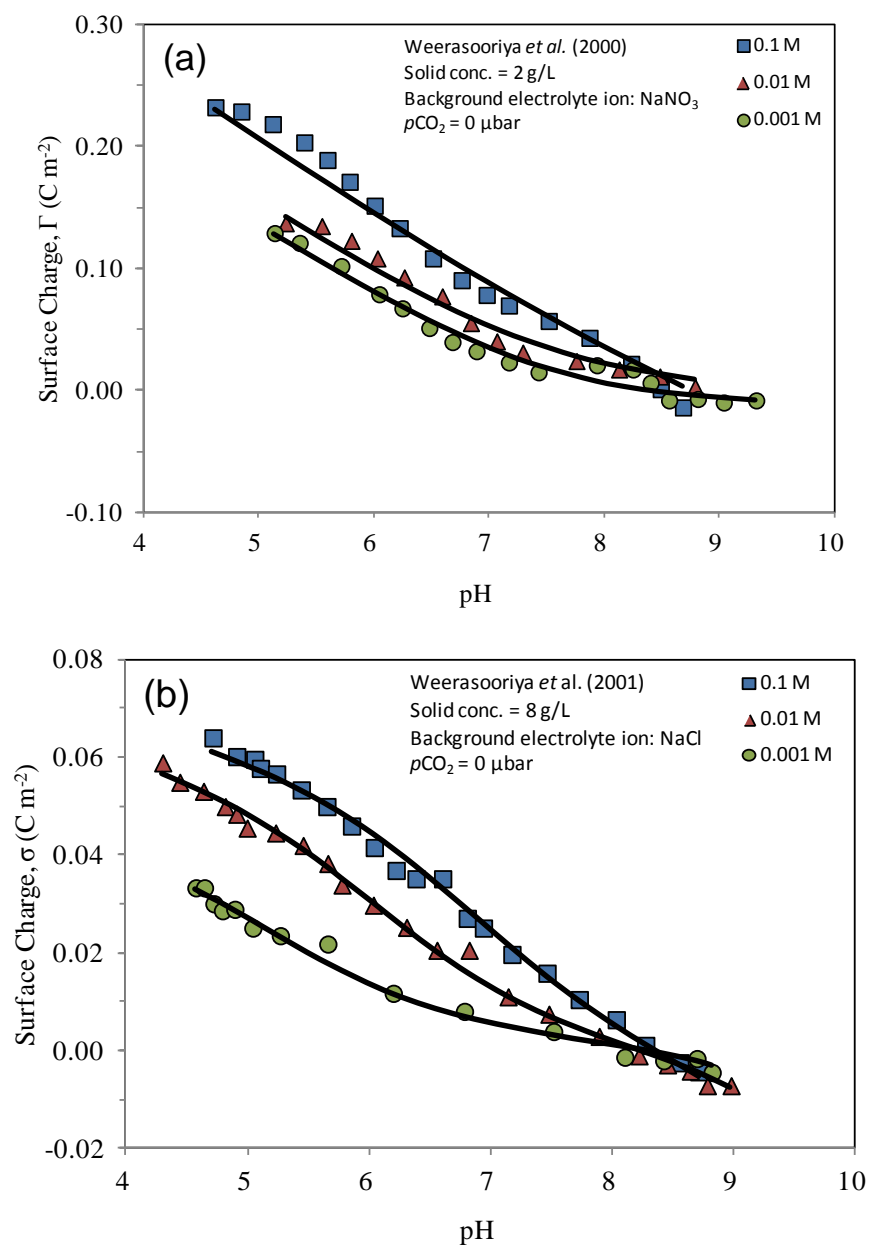 (a)
Weerasooriya et al. (2000)
Solid conc. = 2 g/L
Background electrolyte ion: NaNO₃
pCO₂ = 0 µbar
0.1 M
0.01 M
0.001 M
0.30
0.20
0.10
0.00
-0.10
Surface Charge, Γ (C m⁻²)
4 5 6 7 8 9 10
pH
(b)
Weerasooriya et al. (2001)
Solid conc. = 8 g/L
Background electrolyte ion: NaCl
pCO₂ = 0 µbar
0.1 M
0.01 M
0.001 M
0.08
0.06
0.04
0.02
0.00
-0.02
Surface Charge, σ (C m⁻²)
4 5 6 7 8 9 10
pH